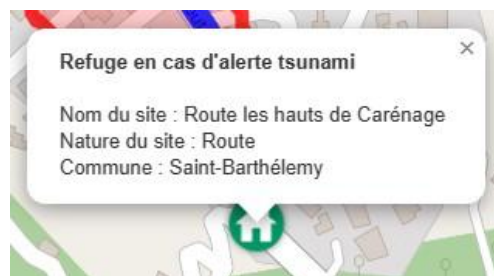 Refuge en cas d'alerte tsunami
Nom du site : Route les hauts de Carénage
Nature du site : Route
Commune : Saint-Barthélemy